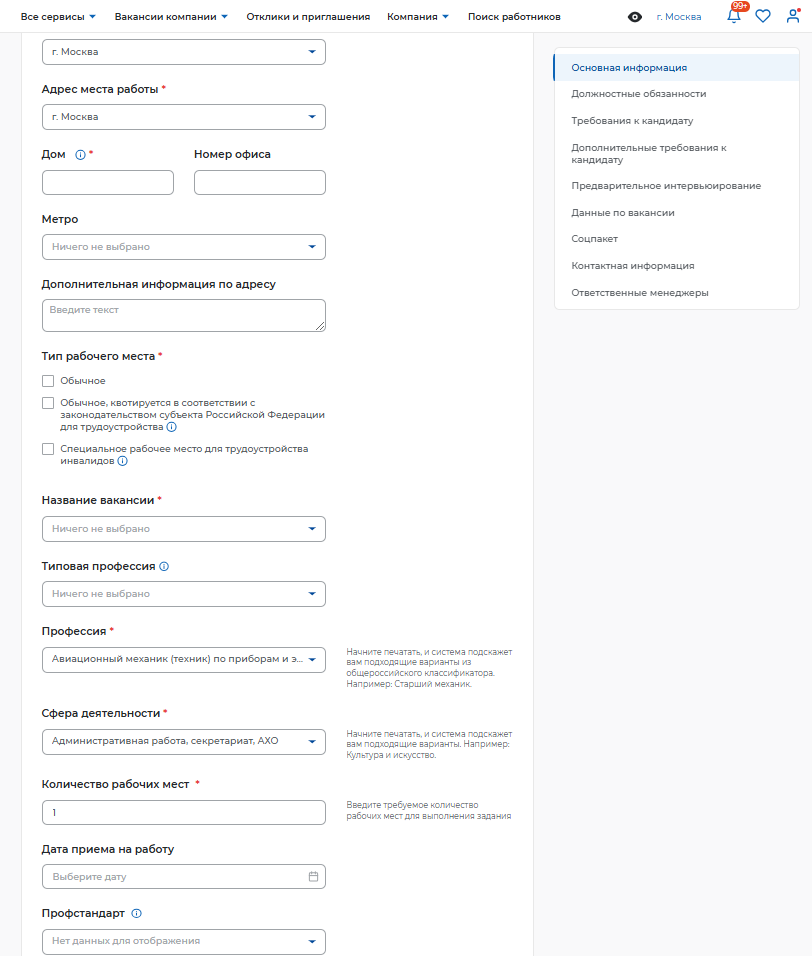 Все сервисы Вакансии компании Отклики и приглашения Компания Поиск работников г. Москва 99+
г. Москва
Адрес места работы *
г. Москва
Дом * Номер офиса
Метро
Ничего не выбрано
Дополнительная информация по адресу
Введите текст
Тип рабочего места *
Обычное
Обычное, квотируется в соответствии с
законодательством субъекта Российской Федерации
для трудоустройства
Специальное рабочее место для трудоустройства
инвалидов
Название вакансии *
Ничего не выбрано
Типовая профессия
Ничего не выбрано
Профессия *
Авиационный механик (техник) по приборам и э...
Начните печатать, и система подскажет
вам подходящие варианты из
общероссийского классификатора.
Например: Старший механик.
Сфера деятельности *
Административная работа, секретариат, АХО
Начните печатать, и система подскажет
вам подходящие варианты. Например:
Культура и искусство.
Количество рабочих мест *
1
Введите требуемое количество
рабочих мест для выполнения задания
Дата приема на работу
Выберите дату
Профстандарт
Нет данных для отображения
Основная информация
Должностные обязанности
Требования к кандидату
Дополнительные требования к
кандидату
Предварительное интервьюирование
Данные по вакансии
Соцпакет
Контактная информация
Ответственные менеджеры